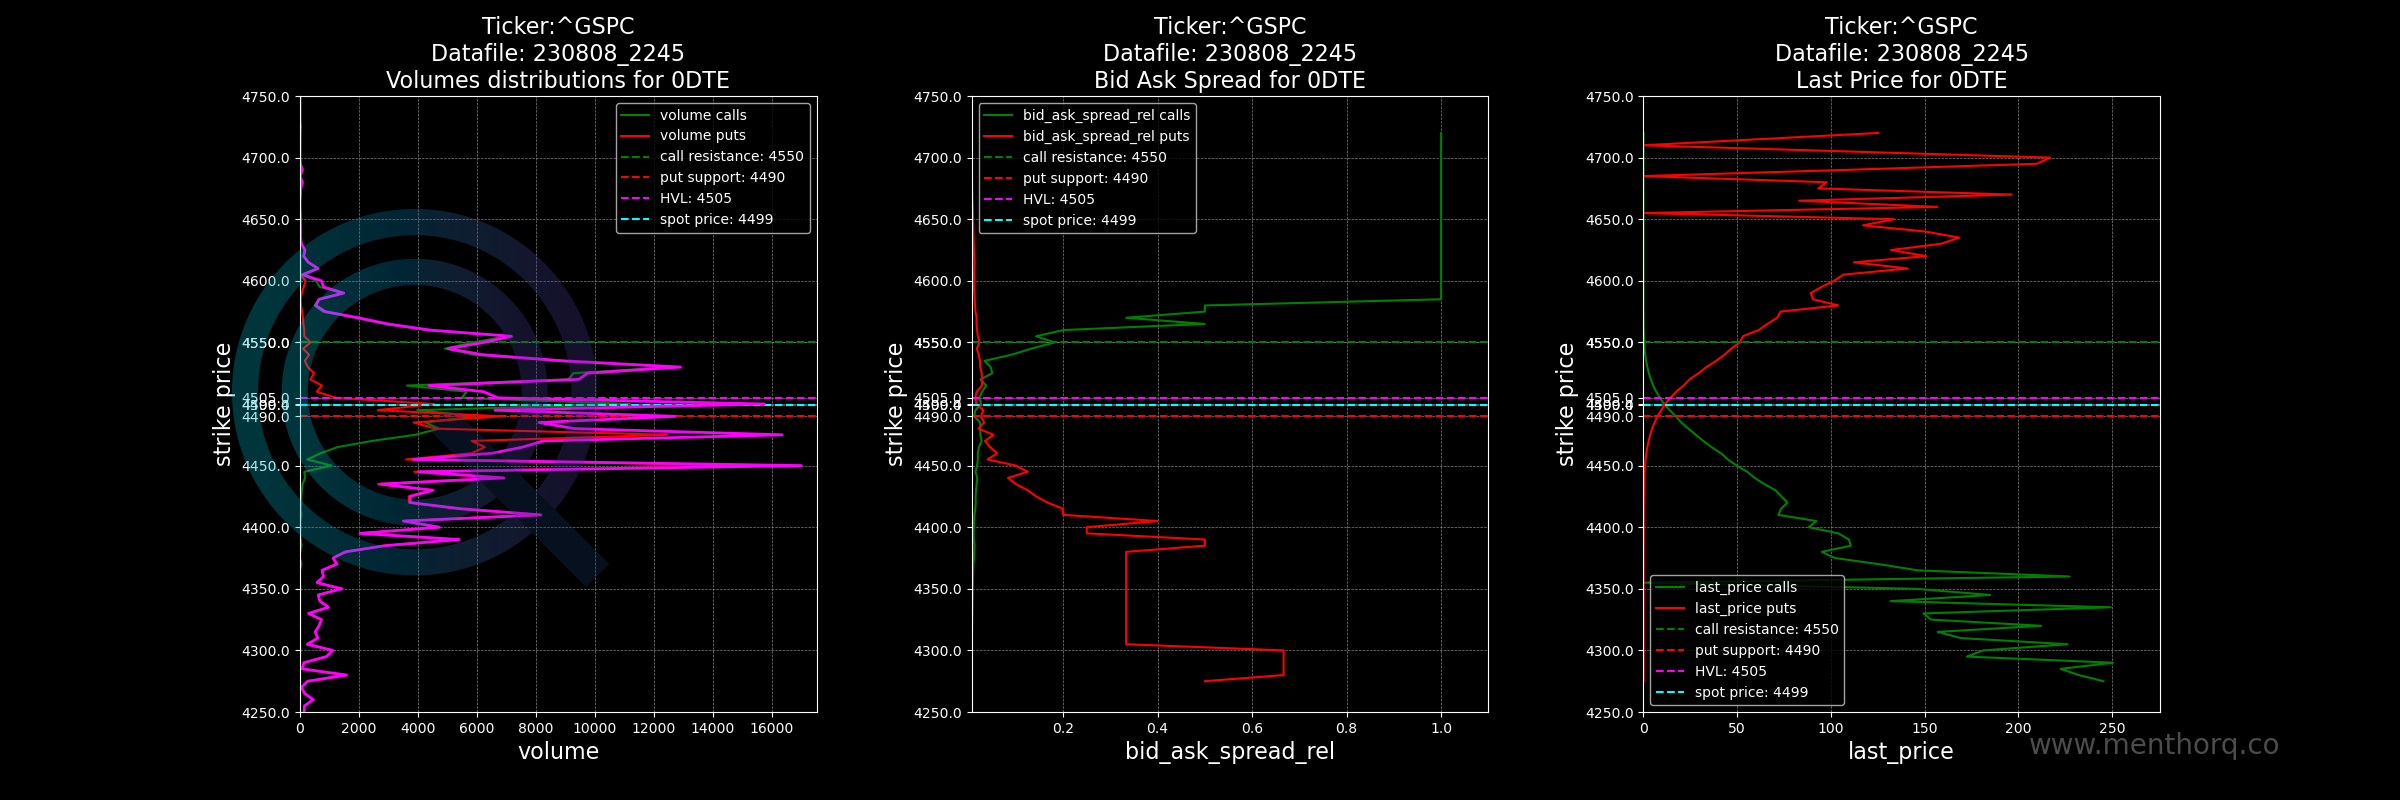 Ticker:^GSPC
Datafile: 230808_2245
Volumes distributions for 0DTE
4750.0
4700.0
4650.0
4600.0
4550.0
4505.0
4490.0
4450.0
4400.0
4350.0
4300.0
4250.0
strike price
volume calls
volume puts
call resistance: 4550
put support: 4490
HVL: 4505
spot price: 4499
0
2000
4000
6000
8000
10000
12000
14000
16000
volume
Ticker:^GSPC
Datafile: 230808_2245
Bid Ask Spread for 0DTE
4750.0
4700.0
4650.0
4600.0
4550.0
4505.0
4490.0
4450.0
4400.0
4350.0
4300.0
4250.0
strike price
bid_ask_spread_rel calls
bid_ask_spread_rel puts
call resistance: 4550
put support: 4490
HVL: 4505
spot price: 4499
0.2
0.4
0.6
0.8
1.0
bid_ask_spread_rel
Ticker:^GSPC
Datafile: 230808_2245
Last Price for 0DTE
4750.0
4700.0
4650.0
4600.0
4550.0
4505.0
4490.0
4450.0
4400.0
4350.0
4300.0
4250.0
strike price
last_price calls
last_price puts
call resistance: 4550
put support: 4490
HVL: 4505
spot price: 4499
0
50
100
150
200
250
last_price
www.menthorq.co